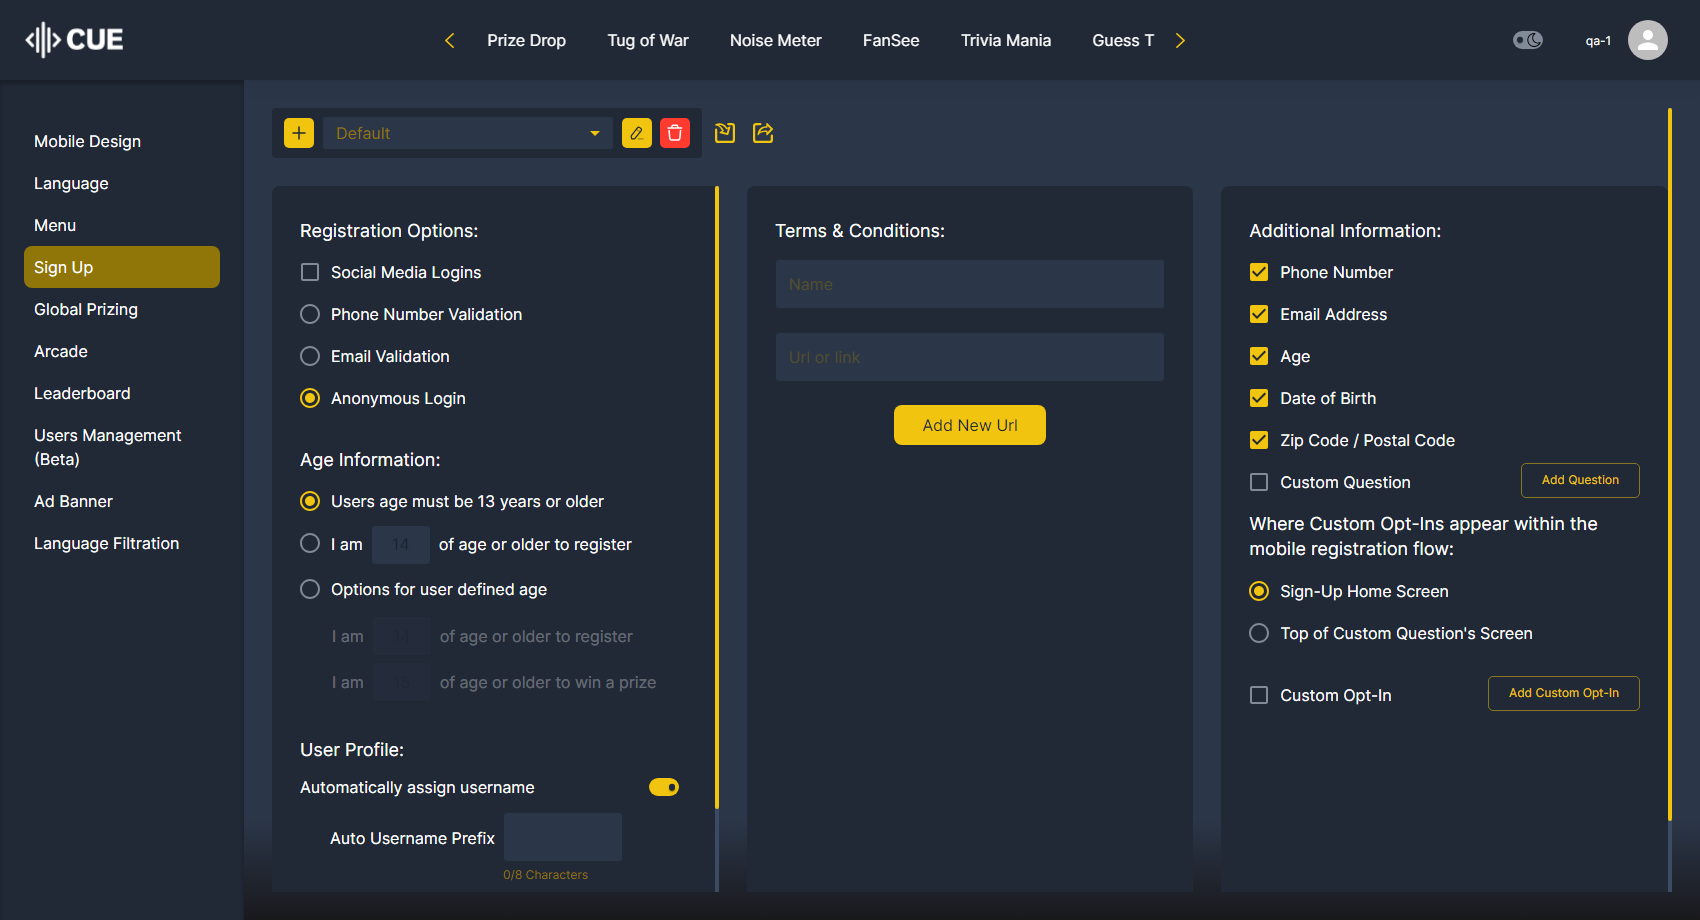 CUE
Prize Drop
Tug of War
Noise Meter
FanSee
Trivia Mania
Guess T
qa-1
Mobile Design
Language
Menu
Sign Up
Global Prizing
Arcade
Leaderboard
Users Management
(Beta)
Ad Banner
Language Filtration
Default
Registration Options:
Social Media Logins
Phone Number Validation
Email Validation
Anonymous Login
Age Information:
Users age must be 13 years or older
I am 14 of age or older to register
Options for user defined age
I am of age or older to register
I am of age or older to win a prize
User Profile:
Automatically assign username
Auto Username Prefix
0/8 Characters
Terms & Conditions:
Name
Url or link
Add New Url
Additional Information:
Phone Number
Email Address
Age
Date of Birth
Zip Code / Postal Code
Custom Question
Add Question
Where Custom Opt-Ins appear within the
mobile registration flow:
Sign-Up Home Screen
Top of Custom Question's Screen
Custom Opt-In
Add Custom Opt-In